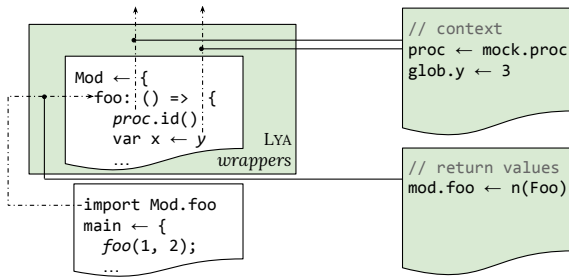 Mod ← {
foo: () => {
proc.id()
var x ← y
...
LYA
wrappers
import Mod.foo
main ← {
foo(1, 2);
...
// context
proc ← mock.proc
glob.y ← 3
// return values
mod.foo ← n(Foo)